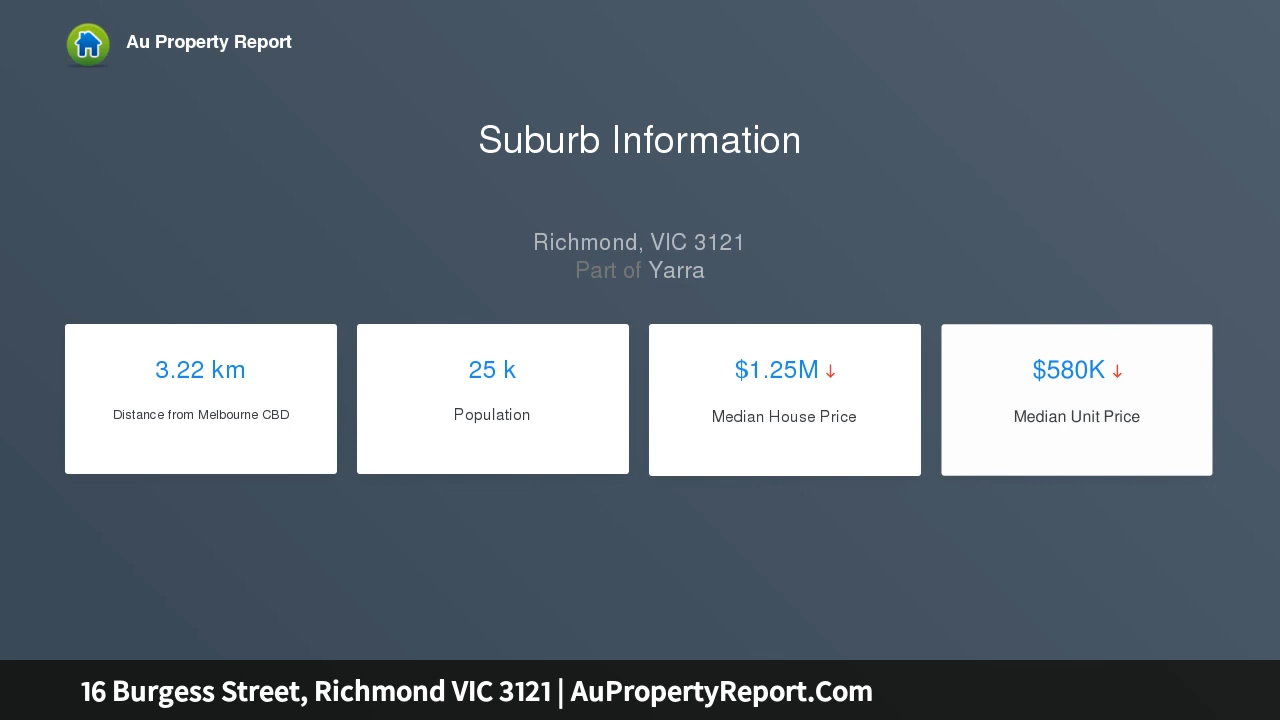 Au Property Report
Suburb Information
Richmond, VIC 3121
Part of Yarra
3.22 km
Distance from Melbourne CBD
25 k
Population
$1.25M ↓
Median House Price
$580K ↓
Median Unit Price
16 Burgess Street, Richmond VIC 3121 | AuPropertyReport.Com